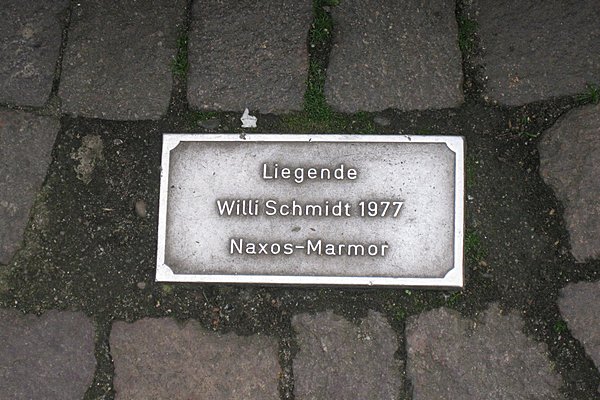 Liegende
Willi Schmidt 1977
Naxos-Marmor